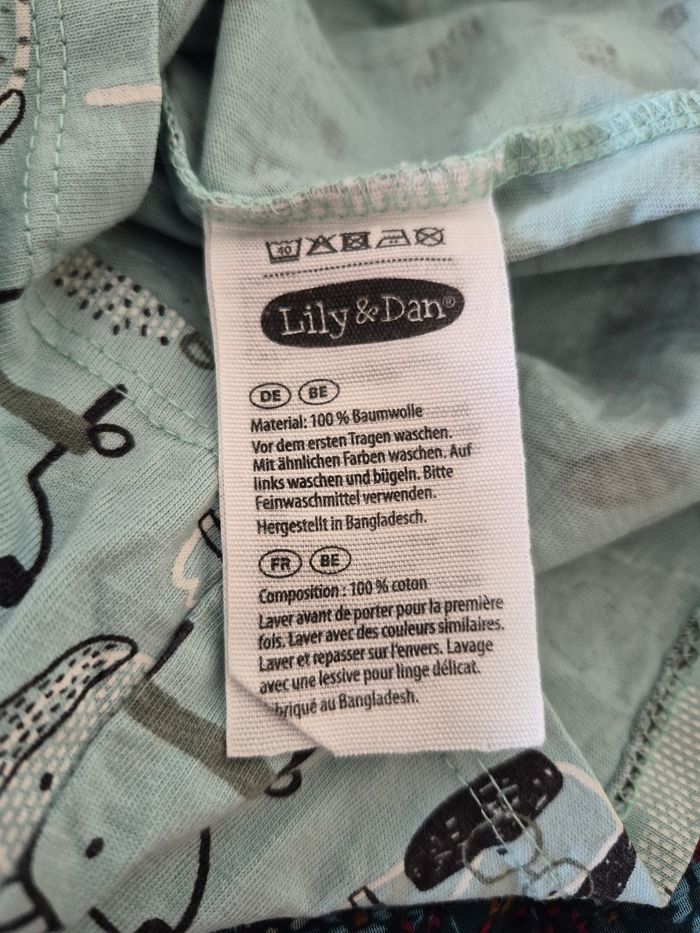 40
Lily & Dan®
DE BE
Material: 100 % Baumwolle
Vor dem ersten Tragen waschen.
Mit ähnlichen Farben waschen. Auf
links waschen und bügeln. Bitte
Feinwaschmittel verwenden.
Hergestellt in Bangladesch.
FR BE
Composition : 100 % coton
Laver avant de porter pour la première
fois. Laver avec des couleurs similaires.
Laver et repasser sur l'envers. Lavage
avec une lessive pour linge délicat.
briqué au Bangladesh.